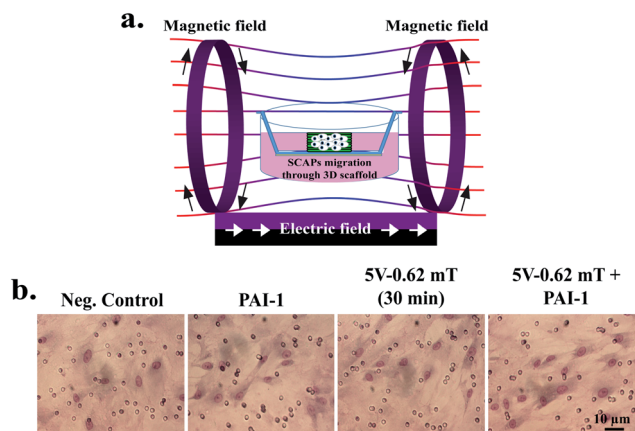 a.
Magnetic field
Magnetic field
SCAPs migration
through 3D scaffold
Electric field
b.
Neg. Control
PAI-1
5V-0.62 mT
(30 min)
5V-0.62 mT +
PAI-1
10 µm